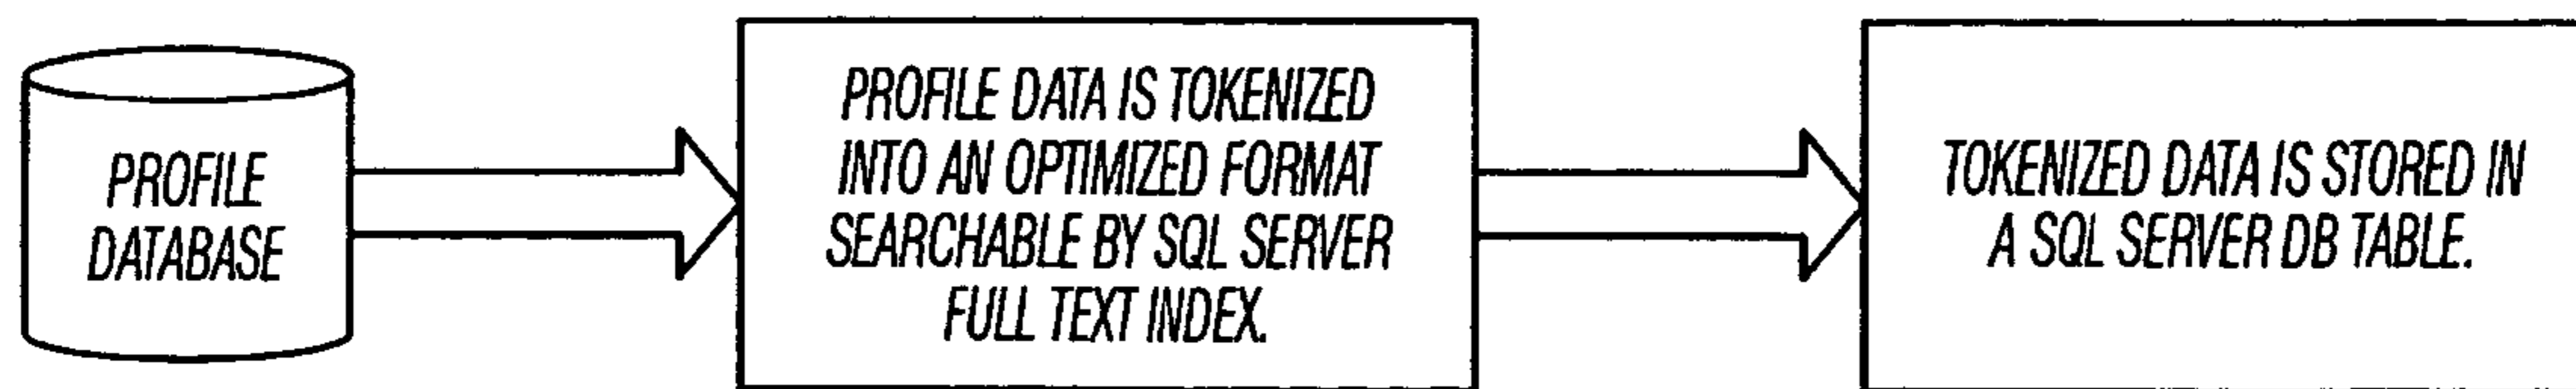 PROFILE
DATABASE
PROFILE DATA IS TOKENIZED
INTO AN OPTIMIZED FORMAT
SEARCHABLE BY SQL SERVER
FULL TEXT INDEX.
TOKENIZED DATA IS STORED IN
A SQL SERVER DB TABLE.